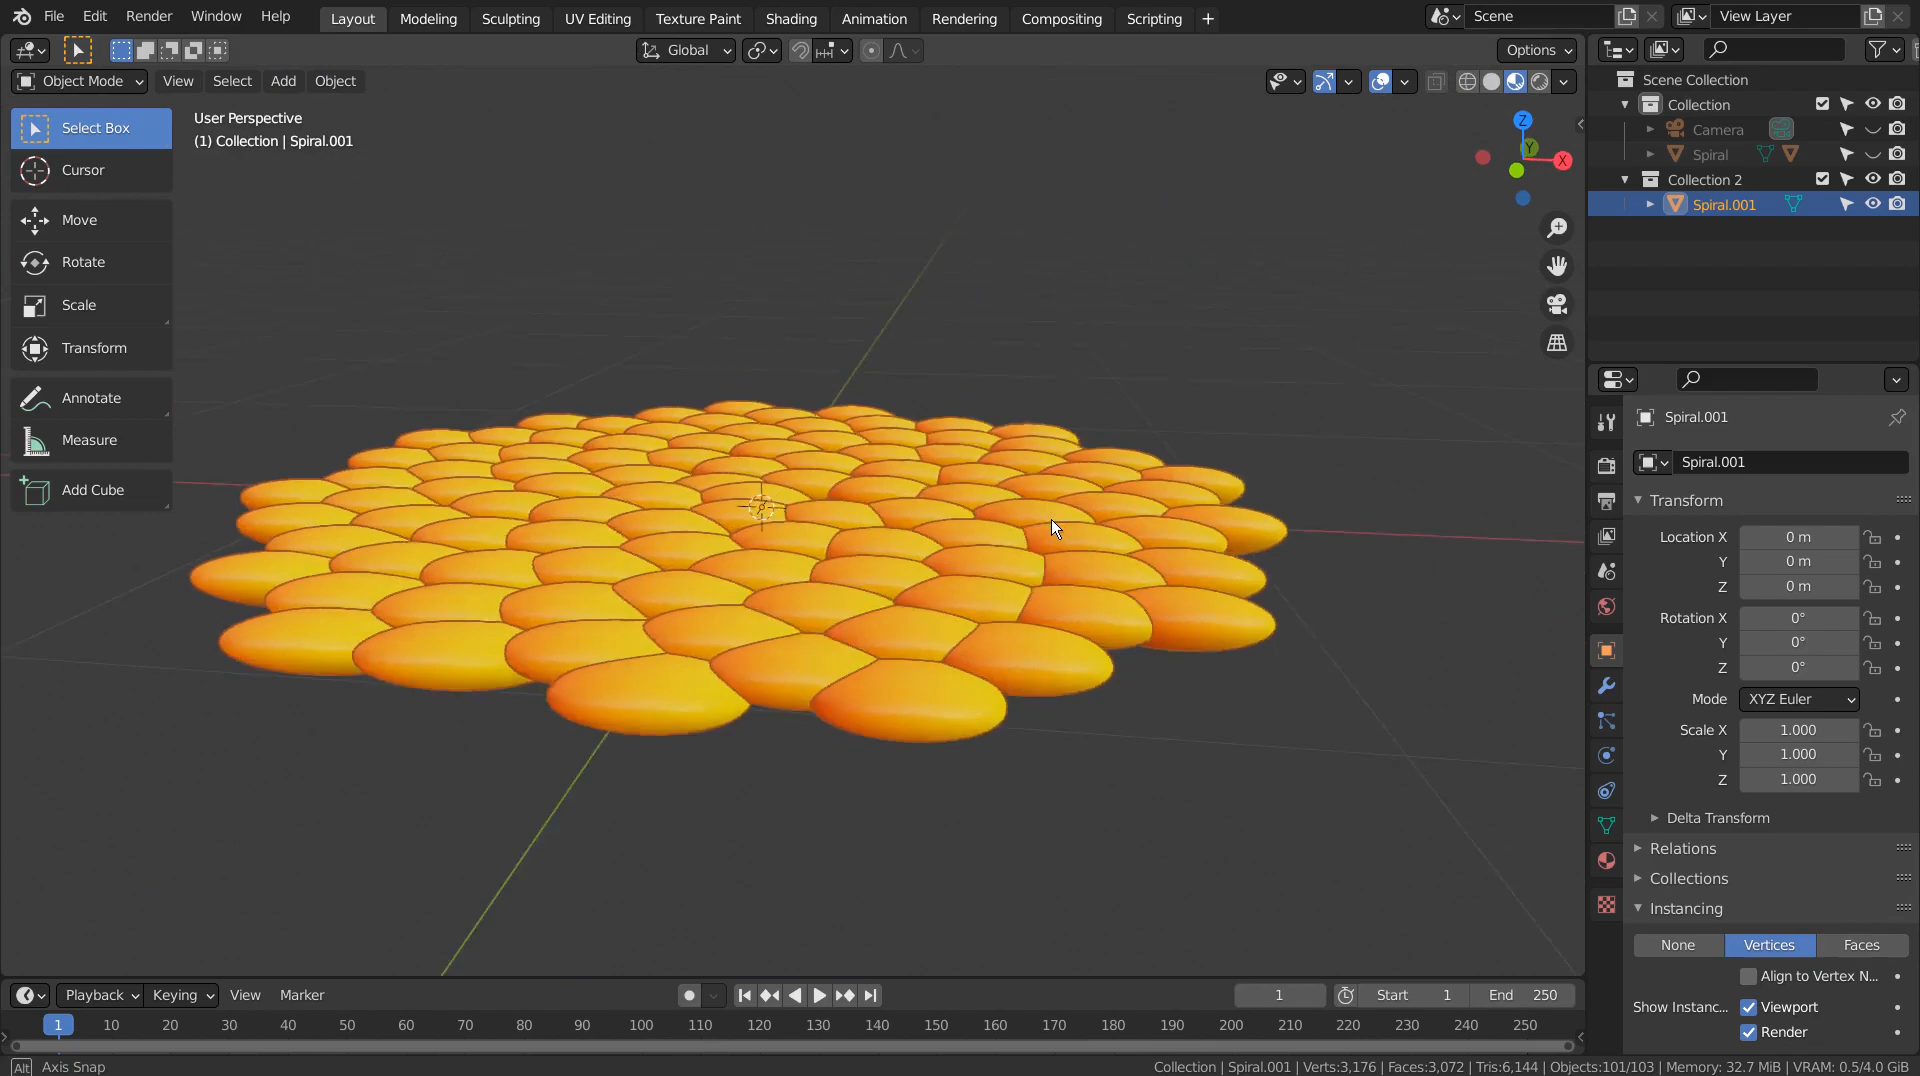 File Edit Render Window Help Layout Modeling Sculpting UV Editing Texture Paint Shading Animation Rendering Compositing Scripting + Scene View Layer
Global Options
Object Mode View Select Add Object
Scene Collection
Collection
Camera
Spiral
Collection 2
Spiral.001
User Perspective
(1) Collection | Spiral.001
Z
Y
X
Select Box
Cursor
Move
Rotate
Scale
Transform
Annotate
Measure
Add Cube
Spiral.001
Spiral.001
Transform
Location X 0 m
Y 0 m
Z 0 m
Rotation X 0°
Y 0°
Z 0°
Mode XYZ Euler
Scale X 1.000
Y 1.000
Z 1.000
Delta Transform
Relations
Collections
Instancing
None Vertices Faces
Align to Vertex N...
Show Instanc... Viewport
Render
Playback Keying View Marker 1 Start 1 End 250
1 10 20 30 40 50 60 70 80 90 100 110 120 130 140 150 160 170 180 190 200 210 220 230 240 250
Alt Axis Snap
Collection | Spiral.001 | Verts:3,176 | Faces:3,072 | Tris:6,144 | Objects:101/103 | Memory: 32.7 MiB | VRAM: 0.5/4.0 GiB